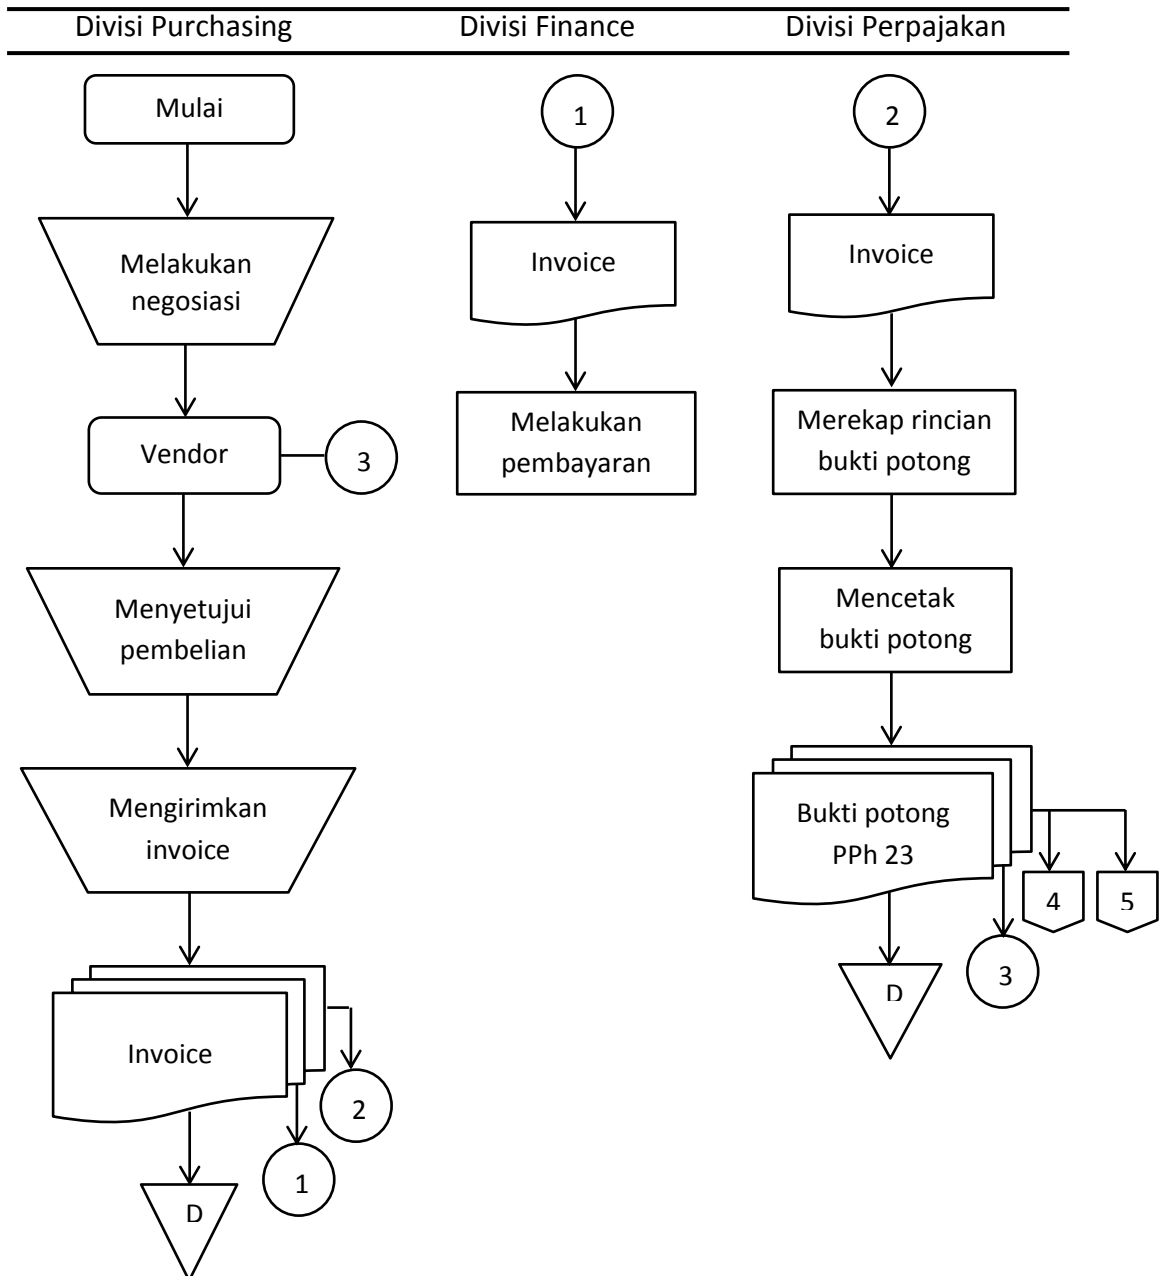 Divisi Purchasing
Divisi Finance
Divisi Perpajakan
Mulai
Melakukan
negosiasi
Vendor
3
Menyetujui
pembelian
Mengirimkan
invoice
Invoice
2
1
D
1
Invoice
Melakukan
pembayaran
2
Invoice
Merekap rincian
bukti potong
Mencetak
bukti potong
Bukti potong
PPh 23
4
5
3
D